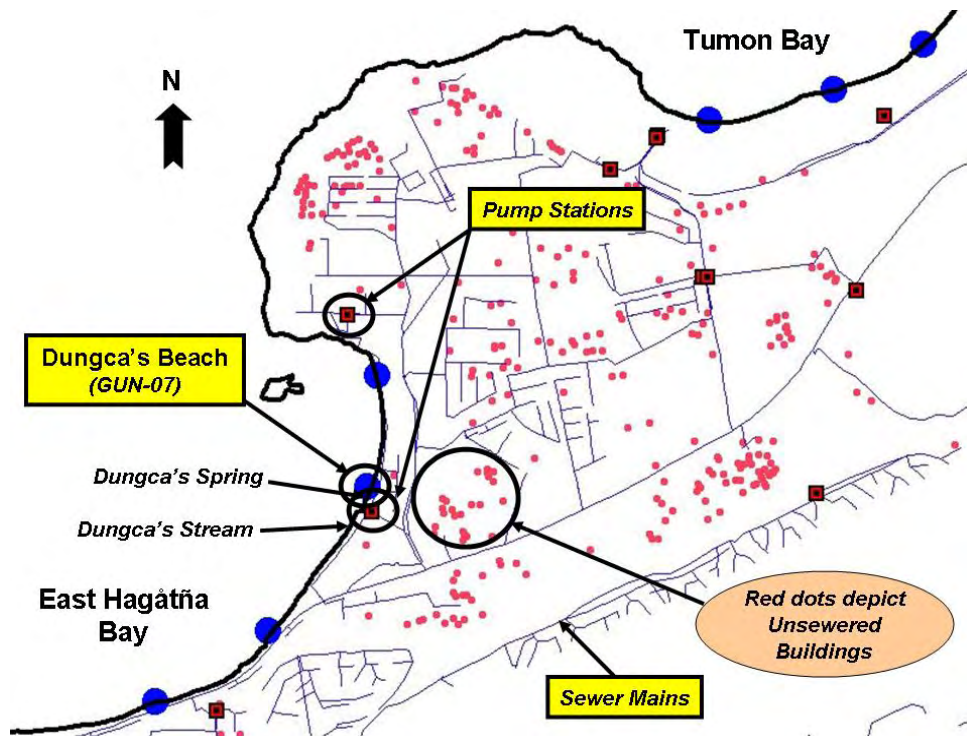 Tumon Bay
N
Pump Stations
Dungca's Beach
(GUN-07)
Dungca's Spring
Dungca's Stream
East Hagåtña
Bay
Red dots depict
Unsewered
Buildings
Sewer Mains